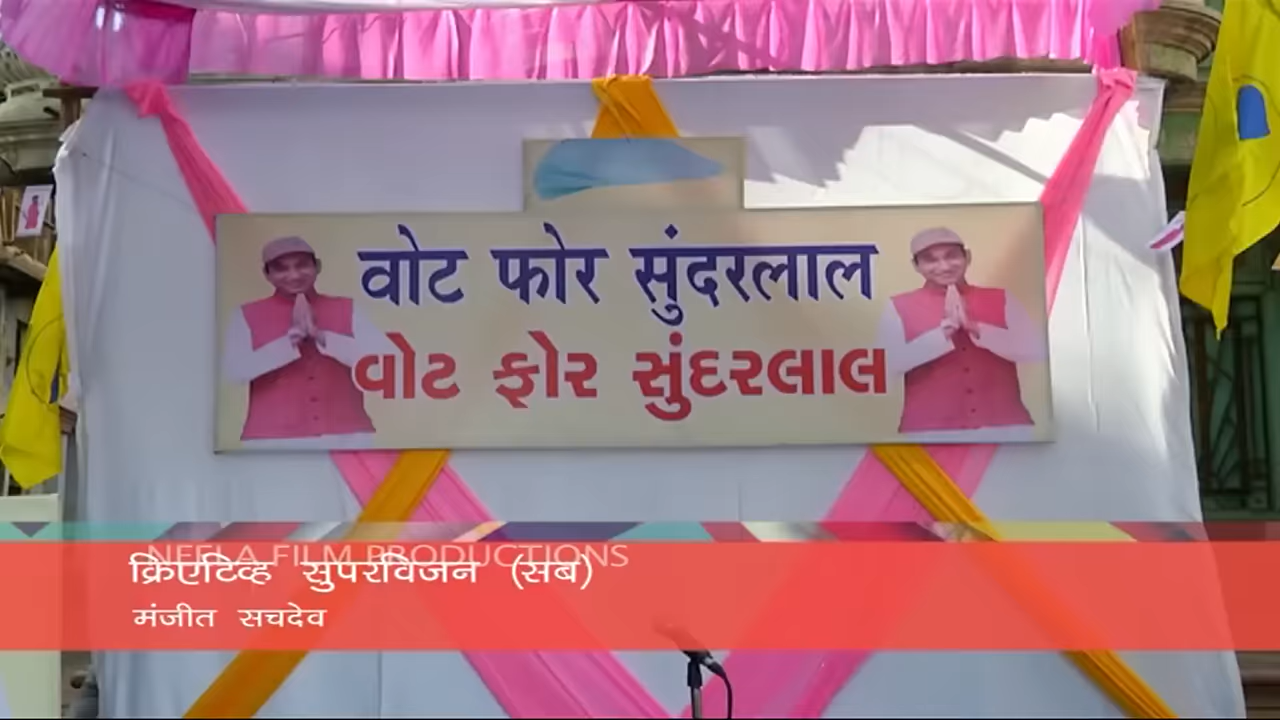 वोट फोर सुंदरलाल
વોટ ફોર સુંદરલાલ
NEELA FILM PRODUCTIONS
क्रिएटिव्ह सुपरविजन (सब)
मंजीत सचदेव